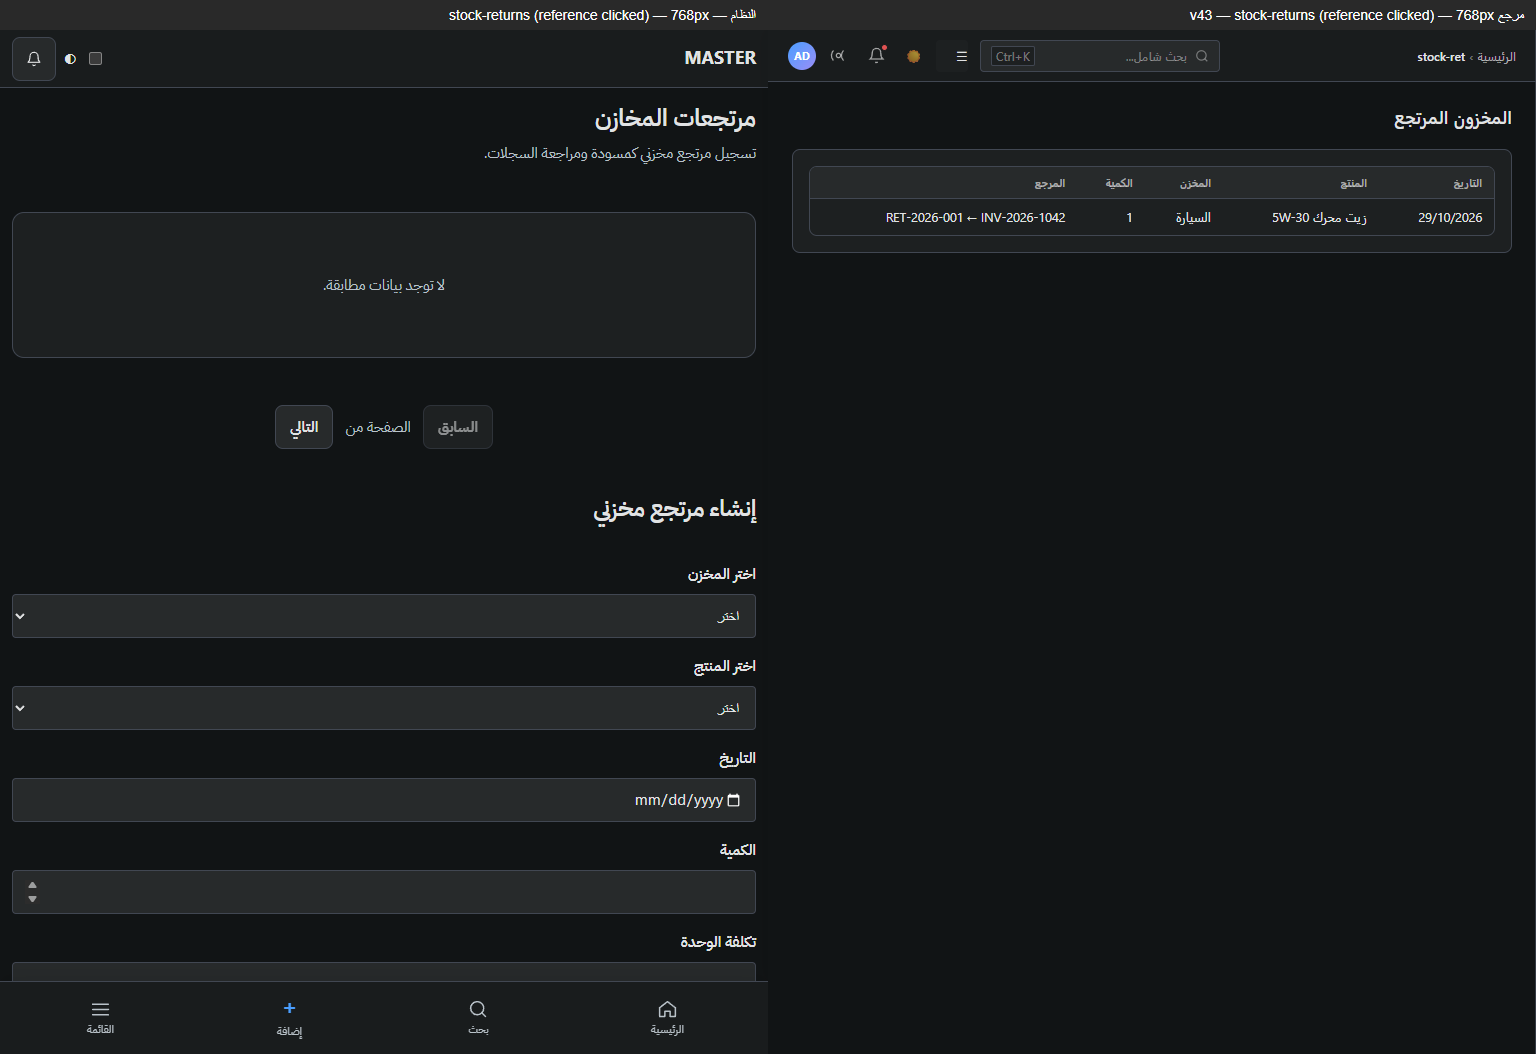 مرجع v43 — stock-returns (reference clicked) — 768px
الرئيسية › stock-ret
بحث شامل...
Ctrl+K
AD
المخزون المرتجع
التاريخ المنتج المخزن الكمية المرجع
29/10/2026 زيت محرك 5W-30 السيارة 1 RET-2026-001 ← INV-2026-1042
النظام — stock-returns (reference clicked) — 768px
MASTER
مرتجعات المخازن
تسجيل مرتجع مخزني كمسودة ومراجعة السجلات.
لا توجد بيانات مطابقة.
السابق الصفحة من التالي
إنشاء مرتجع مخزني
اختر المخزن
اختر
اختر المنتج
اختر
التاريخ
mm/dd/yyyy
الكمية
تكلفة الوحدة
الرئيسية بحث إضافة القائمة